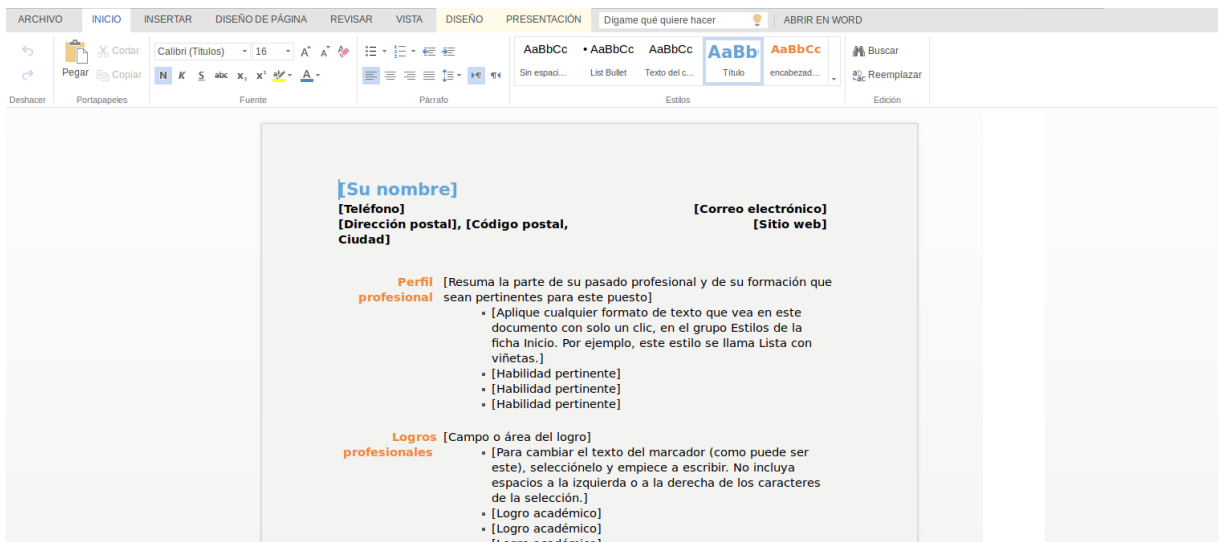 ARCHIVO INICIO INSERTAR DISEÑO DE PÁGINA REVISAR VISTA DISEÑO PRESENTACIÓN Dígame qué quiere hacer ABRIR EN WORD
Pegar Cortar Copiar
Calibri (Títulos) 16
N K S abc x₂ x² A
AaBbCc • AaBbCc AaBbCc AaBb AaBbCc
Sin espaci... List Bullet Texto del c... Título encabezad...
Buscar
Reemplazar
Deshacer Portapapeles Fuente Párrafo Estilos Edición
[Su nombre]
[Teléfono] [Correo electrónico]
[Dirección postal], [Código postal, [Sitio web]
Ciudad]
Perfil [Resuma la parte de su pasado profesional y de su formación que
profesional sean pertinentes para este puesto]
▪ [Aplique cualquier formato de texto que vea en este
documento con solo un clic, en el grupo Estilos de la
ficha Inicio. Por ejemplo, este estilo se llama Lista con
viñetas.]
▪ [Habilidad pertinente]
▪ [Habilidad pertinente]
▪ [Habilidad pertinente]
Logros [Campo o área del logro]
profesionales ▪ [Para cambiar el texto del marcador (como puede ser
este), selecciónelo y empiece a escribir. No incluya
espacios a la izquierda o a la derecha de los caracteres
de la selección.]
▪ [Logro académico]
▪ [Logro académico]